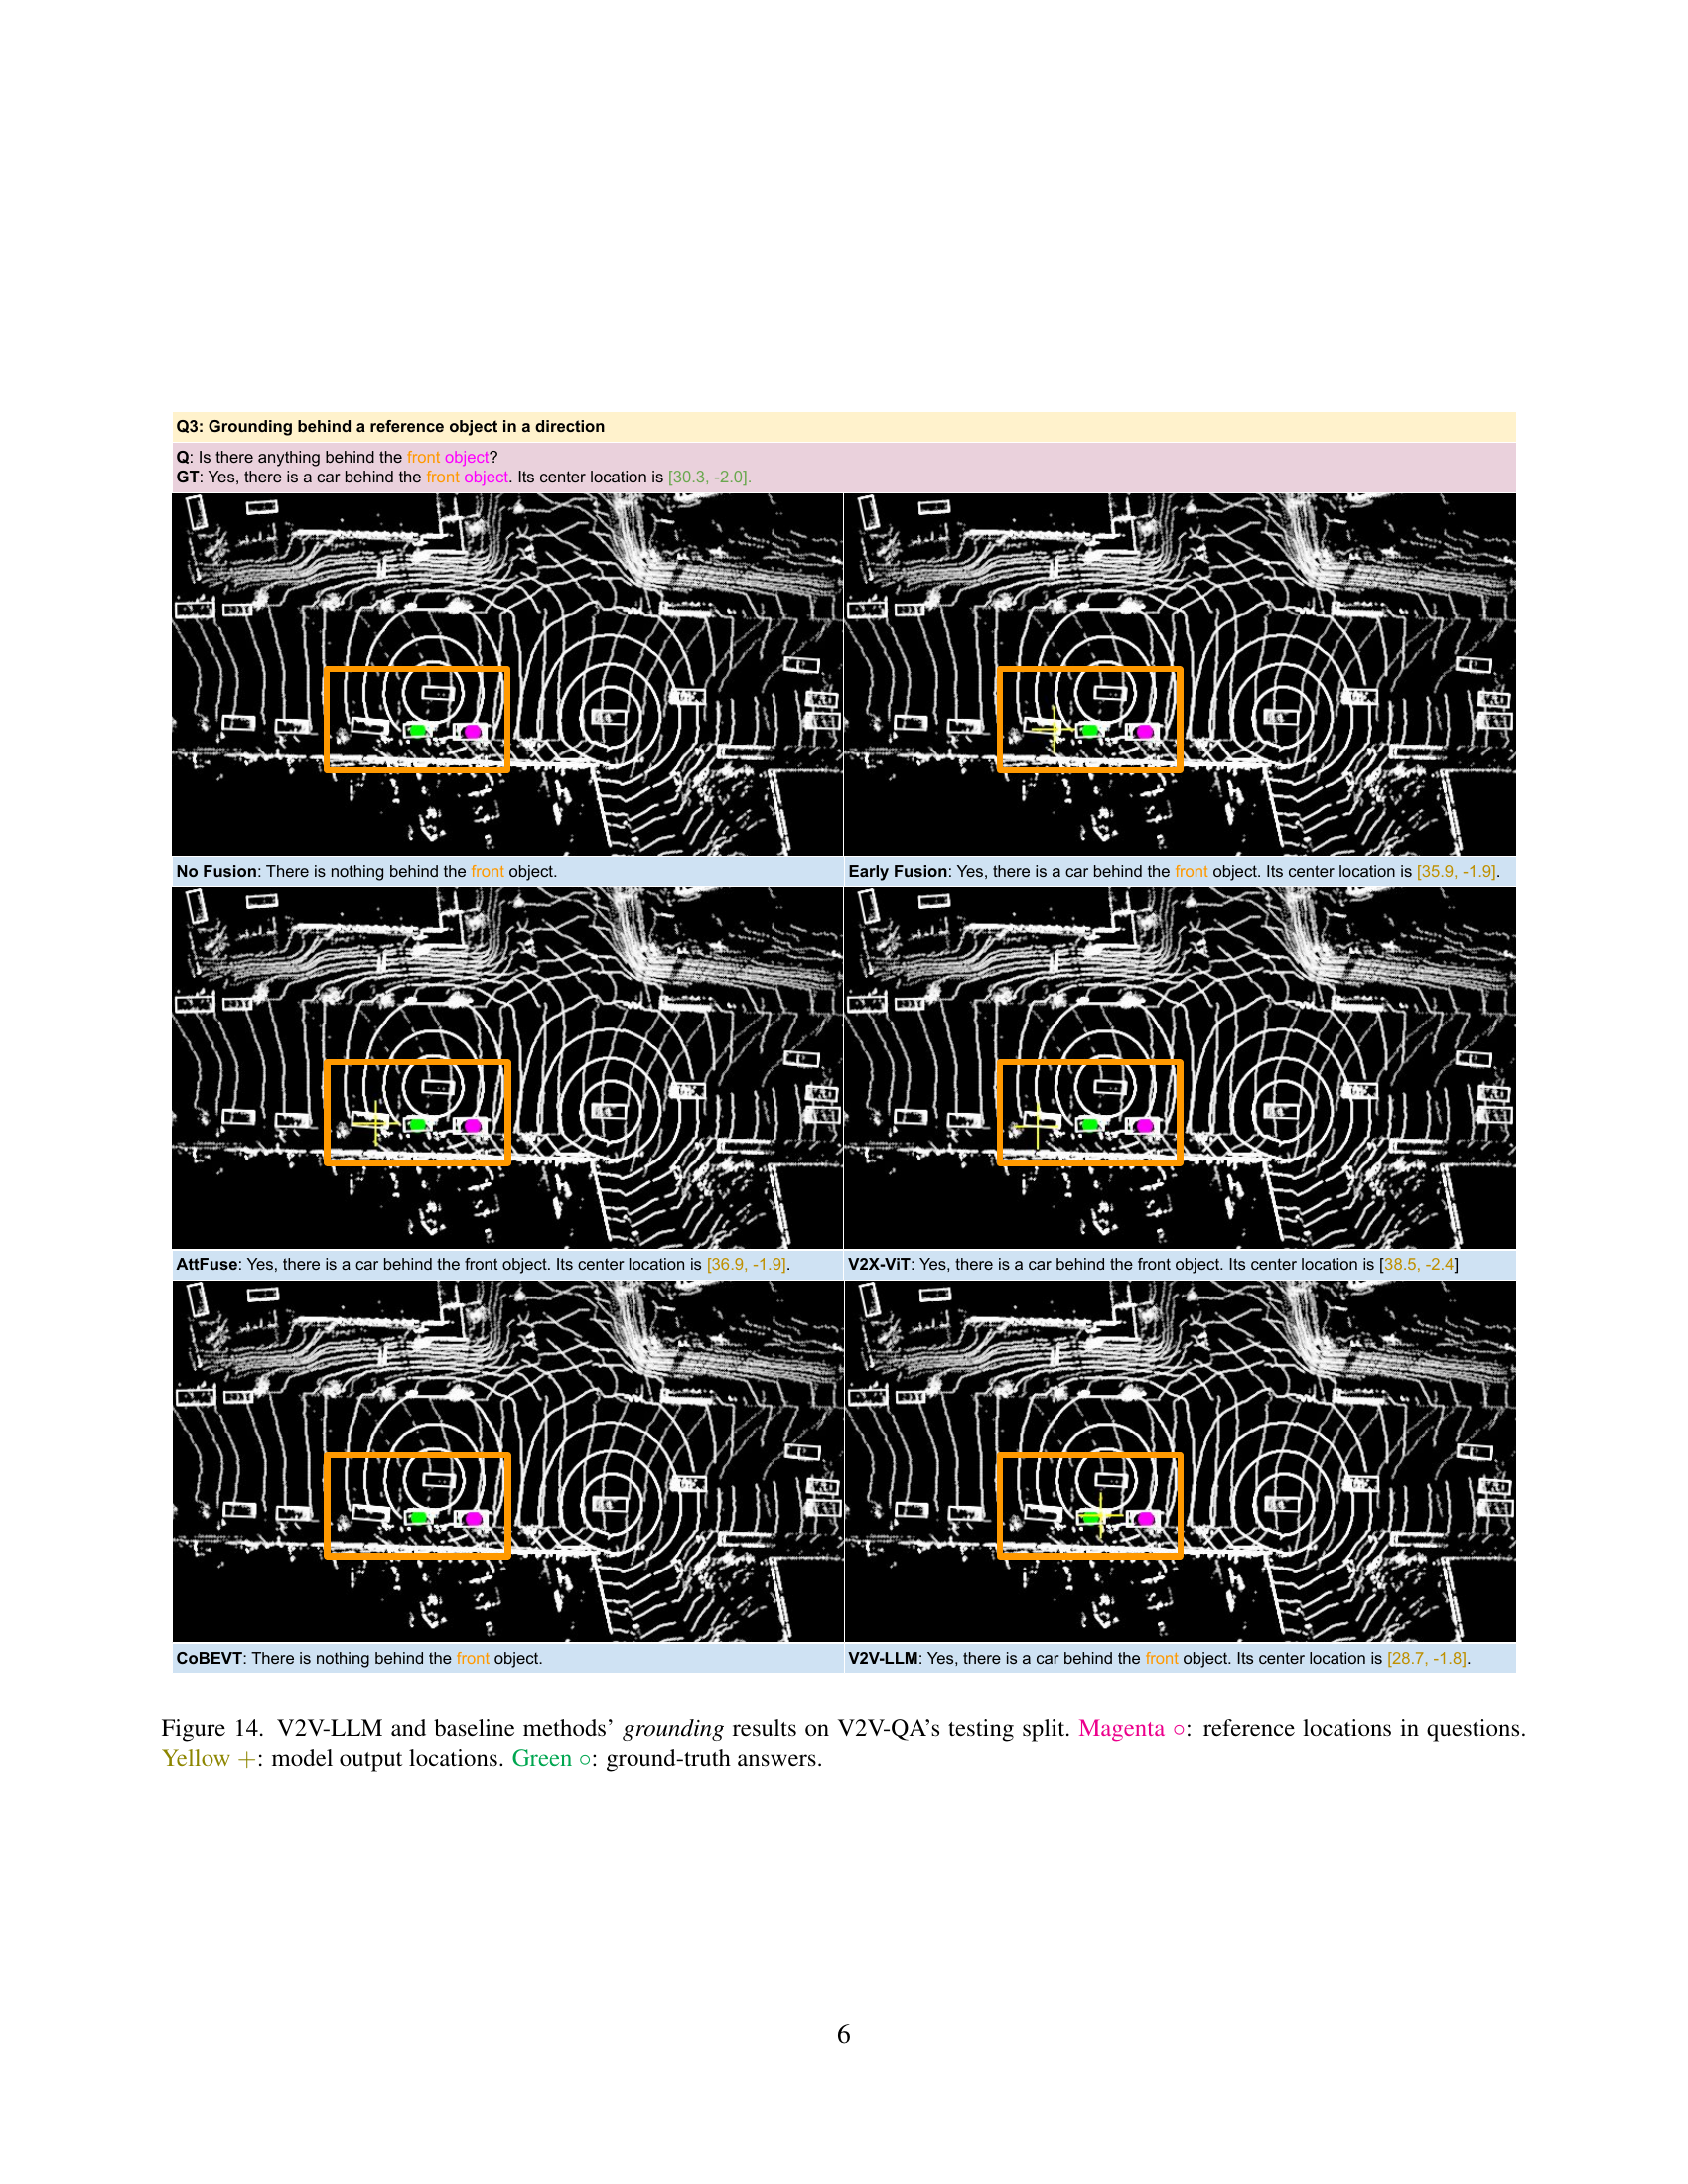 Q3: Grounding behind a reference object in a direction
Q: Is there anything behind the front object?
GT: Yes, there is a car behind the front object. Its center location is [30.3, -2.0].
No Fusion: There is nothing behind the front object.
Early Fusion: Yes, there is a car behind the front object. Its center location is [35.9, -1.9].
AttFuse: Yes, there is a car behind the front object. Its center location is [36.9, -1.9].
V2X-ViT: Yes, there is a car behind the front object. Its center location is [38.5, -2.4]
CoBEVT: There is nothing behind the front object.
V2V-LLM: Yes, there is a car behind the front object. Its center location is [28.7, -1.8].
Figure 14. V2V-LLM and baseline methods’ grounding results on V2V-QA’s testing split. Magenta ○: reference locations in questions.
Yellow +: model output locations. Green ○: ground-truth answers.
6